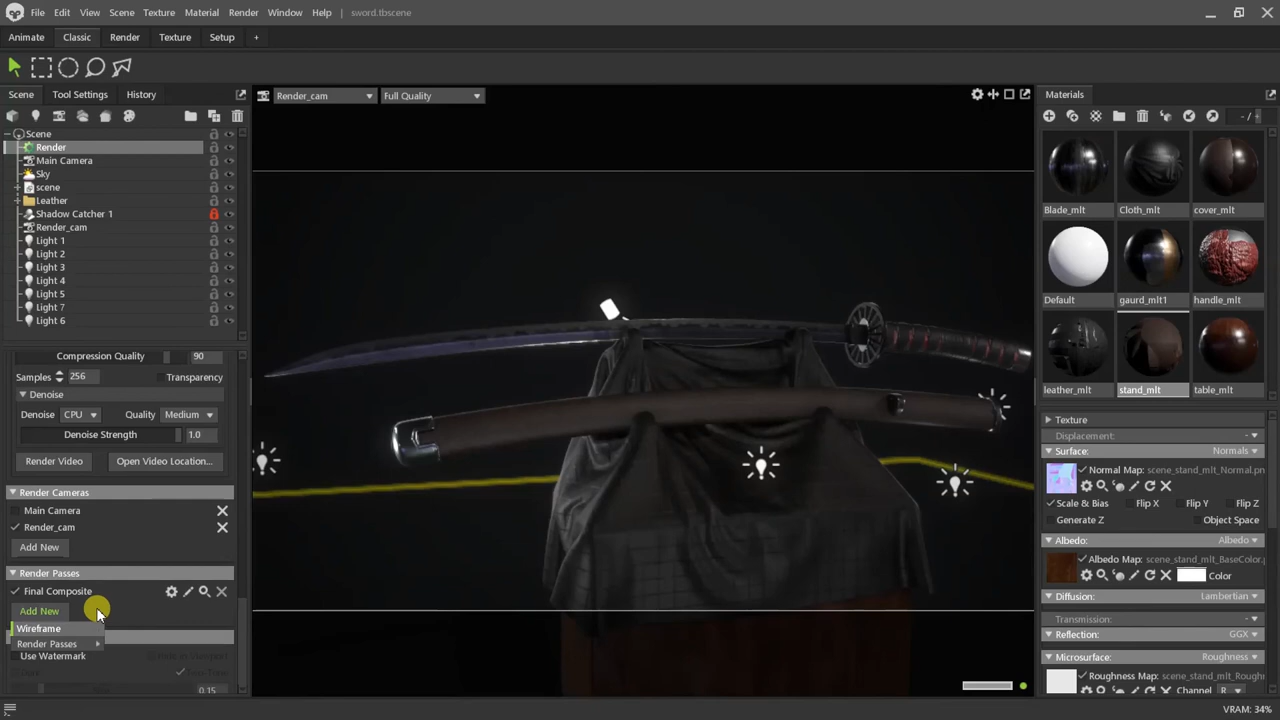 File Edit View Scene Texture Material Render Window Help sword.tbscene
Animate Classic Render Texture Setup +
Scene Tool Settings History
Render_cam Full Quality
Materials
- /
Scene
Render
Main Camera
Sky
scene
Leather
Shadow Catcher 1
Render_cam
Light 1
Light 2
Light 3
Light 4
Light 5
Light 7
Light 6
Compression Quality 90
Samples 256 Transparency
Denoise
Denoise CPU Quality Medium
Denoise Strength 1.0
Render Video Open Video Location...
Render Cameras
Main Camera
Render_cam
Add New
Render Passes
Final Composite
Add New
Wireframe
Render Passes
Use Watermark
0.15
Blade_mlt Cloth_mlt cover_mlt
Default gaurd_mlt1 handle_mlt
leather_mlt stand_mlt table_mlt
Texture
Displacement: -
Surface: Normals
Normal Map: scene_stand_mlt_Normal.pn
Scale & Bias Flip X Flip Y Flip Z
Generate Z Object Space
Albedo: Albedo
Albedo Map: scene_stand_mlt_BaseColor.p
Color
Diffusion: Lambertian
Transmission: -
Reflection: GGX
Microsurface: Roughness
Roughness Map: scene_stand_mlt_Roughn
Channel R
VRAM: 34%